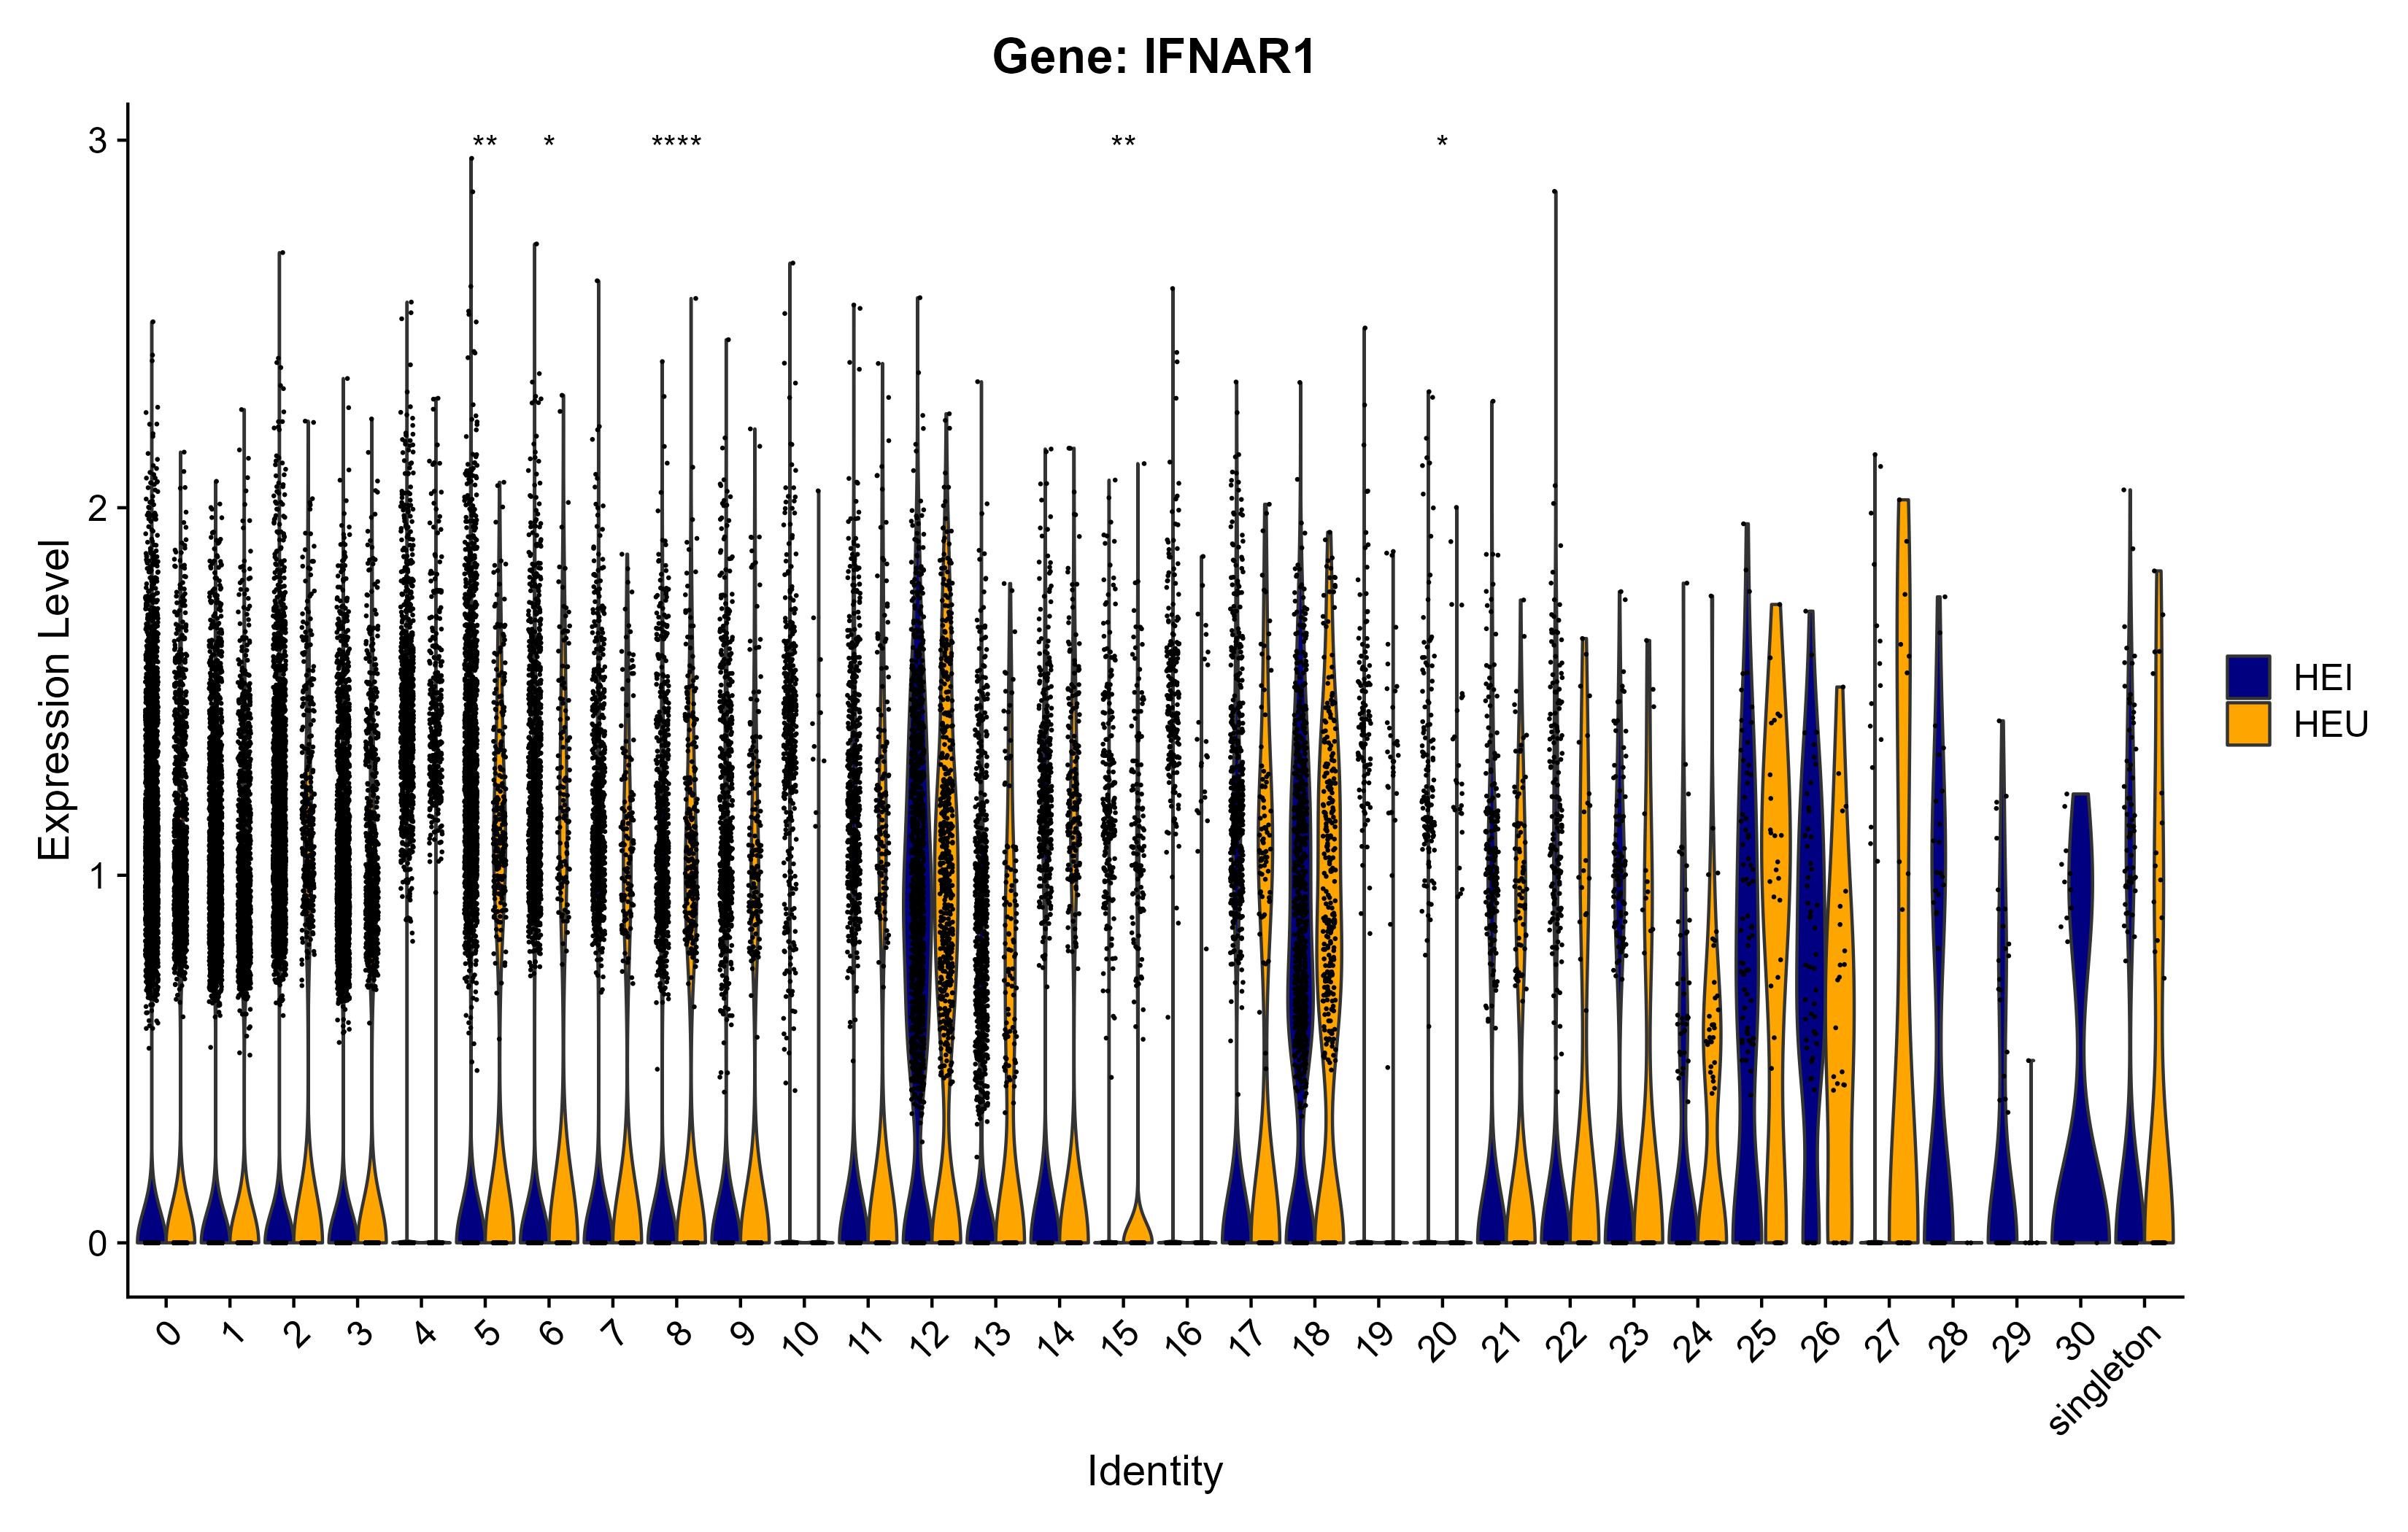 Gene: IFNAR1
** * **** ** *
3
2
1
0
Expression Level
0 1 2 3 4 5 6 7 8 9 10 11 12 13 14 15 16 17 18 19 20 21 22 23 24 25 26 27 28 29 30 singleton
Identity
HEI
HEU